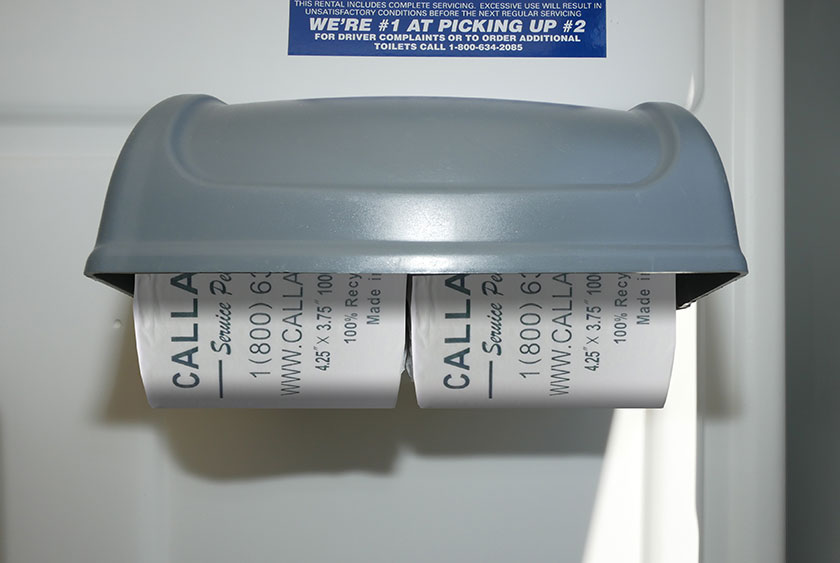 THIS RENTAL INCLUDES COMPLETE SERVICING. EXCESSIVE USE WILL RESULT IN
UNSATISFACTORY CONDITIONS BEFORE THE NEXT REGULAR SERVICING
WE'RE #1 AT PICKING UP #2
FOR DRIVER COMPLAINTS OR TO ORDER ADDITIONAL
TOILETS CALL 1-800-634-2085
CALLA
Service Pe
1(800) 63
WWW.CALLA
4.25" X 3.75" 100
100% Recy
Made in
CALLA
Service Pe
1(800) 63
WWW.CALLA
4.25" X 3.75" 100
100% Recy
Made in